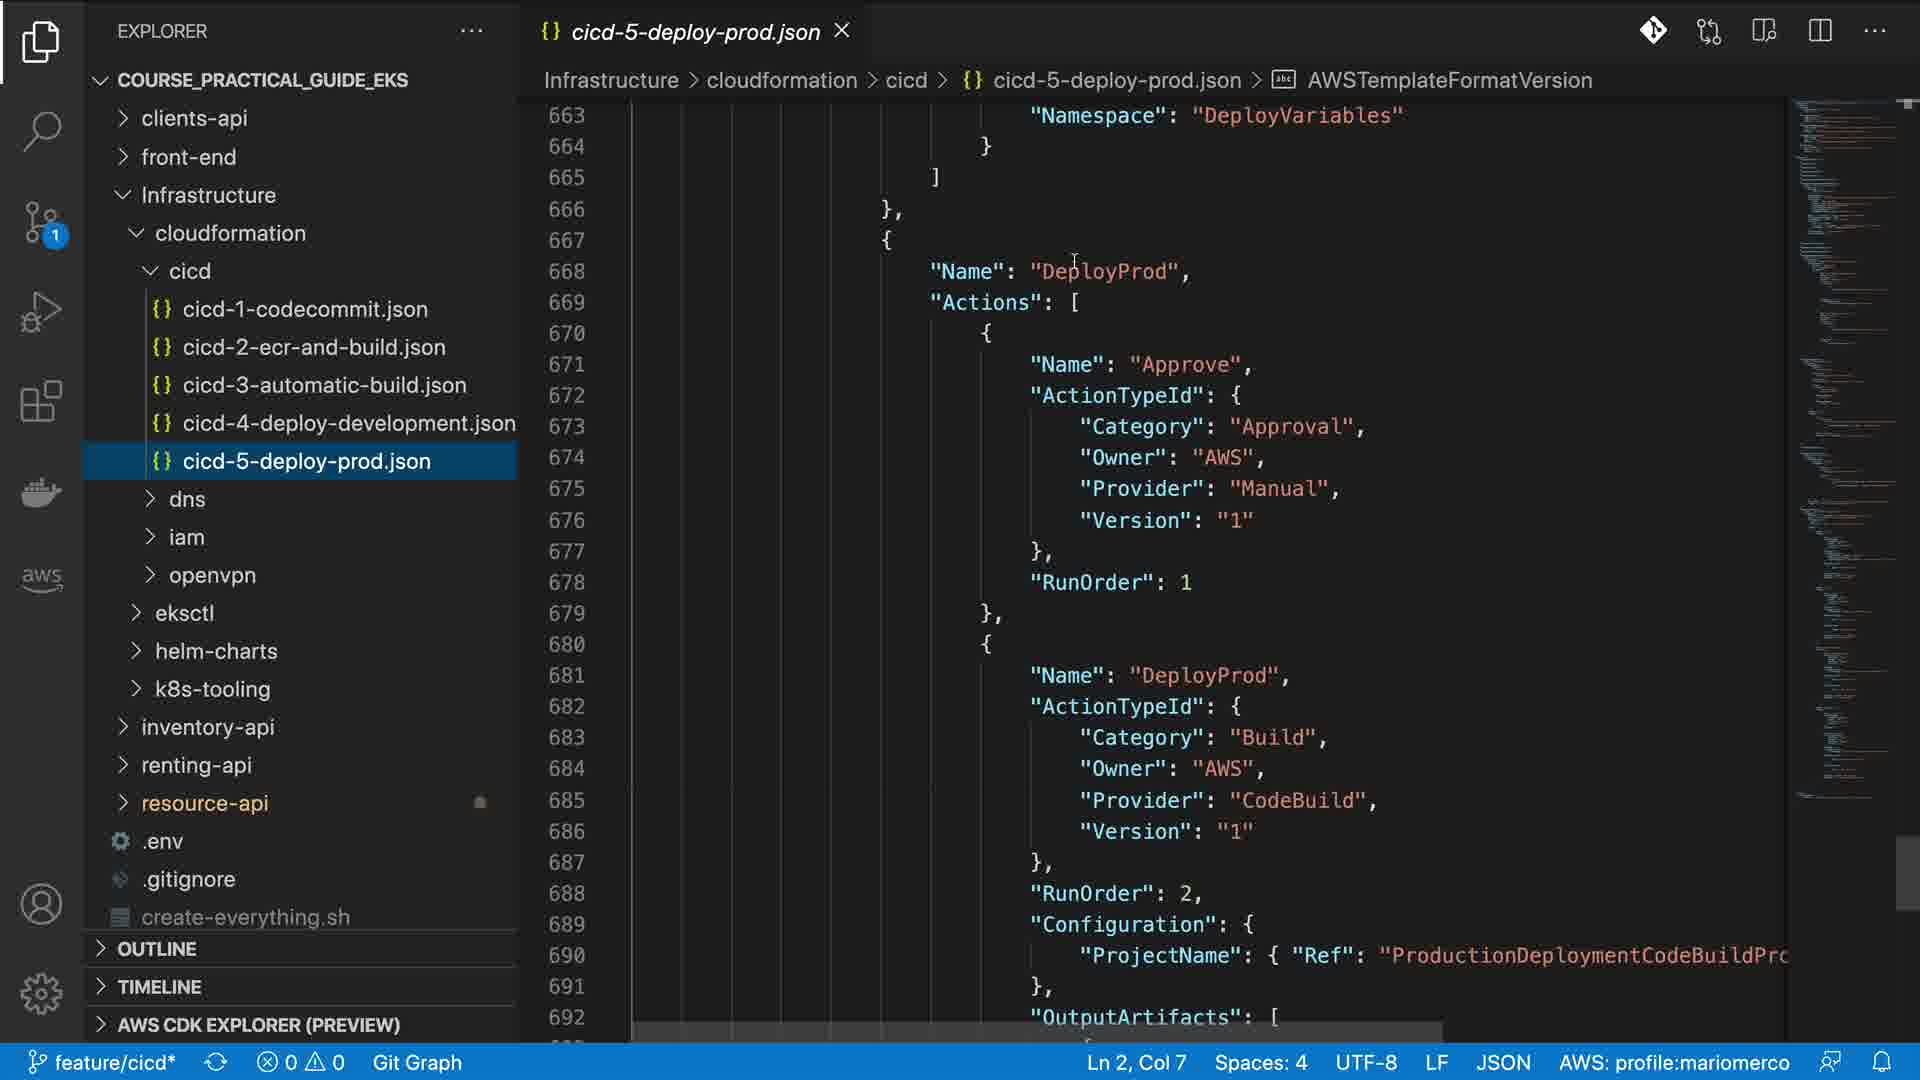 EXPLORER
COURSE_PRACTICAL_GUIDE_EKS
clients-api
front-end
Infrastructure
cloudformation
cicd
{} cicd-1-codecommit.json
{} cicd-2-ecr-and-build.json
{} cicd-3-automatic-build.json
{} cicd-4-deploy-development.json
{} cicd-5-deploy-prod.json
dns
iam
openvpn
eksctl
helm-charts
k8s-tooling
inventory-api
renting-api
resource-api
.env
.gitignore
create-everything.sh
OUTLINE
TIMELINE
AWS CDK EXPLORER (PREVIEW)
1
aws
{} cicd-5-deploy-prod.json
Infrastructure > cloudformation > cicd > {} cicd-5-deploy-prod.json > abc AWSTemplateFormatVersion
663 "Namespace": "DeployVariables"
664 }
665 ]
666 },
667 {
668 "Name": "DeployProd",
669 "Actions": [
670 {
671 "Name": "Approve",
672 "ActionTypeId": {
673 "Category": "Approval",
674 "Owner": "AWS",
675 "Provider": "Manual",
676 "Version": "1"
677 },
678 "RunOrder": 1
679 },
680 {
681 "Name": "DeployProd",
682 "ActionTypeId": {
683 "Category": "Build",
684 "Owner": "AWS",
685 "Provider": "CodeBuild",
686 "Version": "1"
687 },
688 "RunOrder": 2,
689 "Configuration": {
690 "ProjectName": { "Ref": "ProductionDeploymentCodeBuildPrc
691 },
692 "OutputArtifacts": [
feature/cicd* 0 0 Git Graph Ln 2, Col 7 Spaces: 4 UTF-8 LF JSON AWS: profile:mariomerco